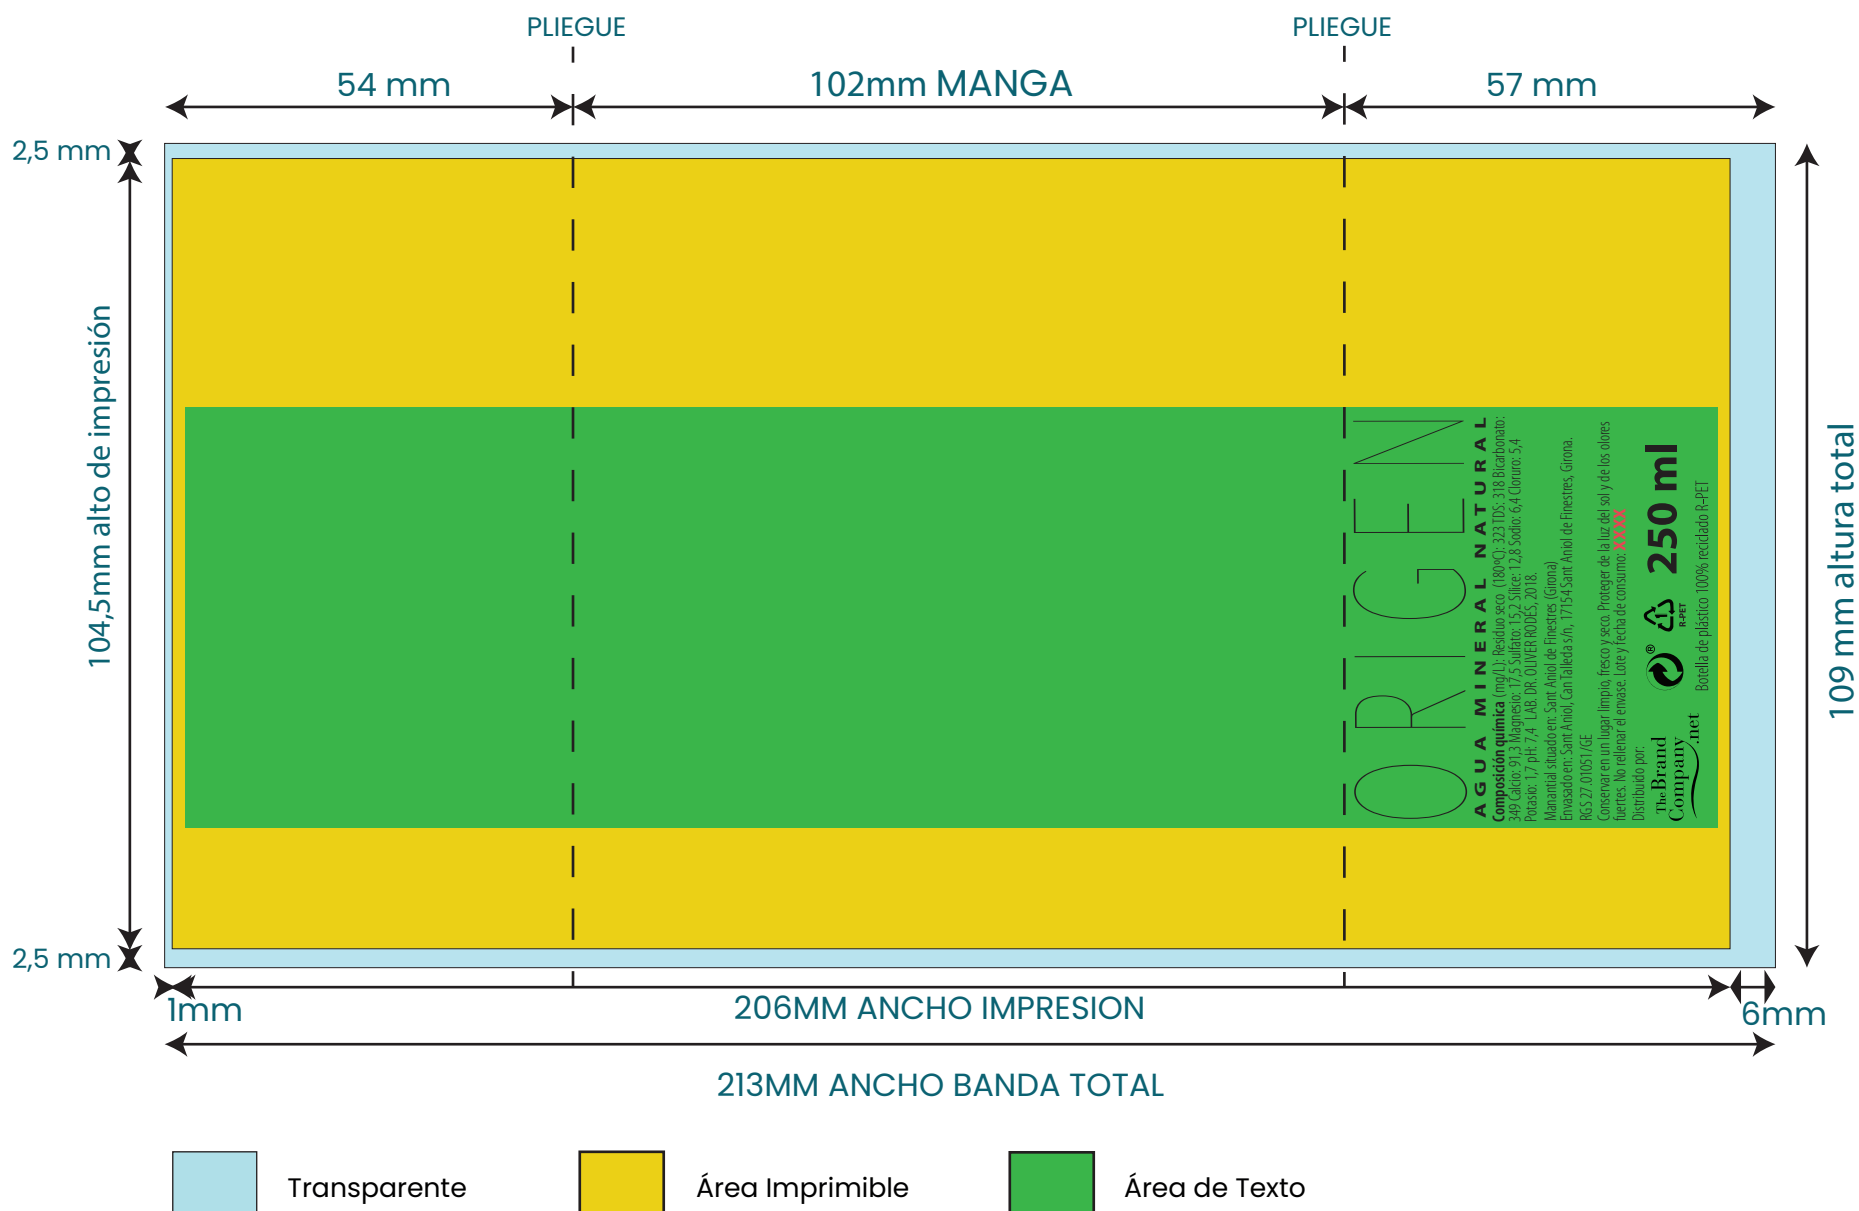 PLIEGUE
PLIEGUE
54 mm
102mm MANGA
57 mm
2,5 mm
104,5mm alto de impresión
2,5 mm
109 mm altura total
ORIGEN
AGUA MINERAL NATURAL
Composición química (mg/L): Residuo seco (180ºC): 323 TDS: 318 Bicarbonato:
349 Calcio: 91,3 Magnesio: 17,5 Sulfato: 15,2 Sílice: 12,8 Sodio: 6,4 Cloruro: 5,4
Potasio: 1,7 pH: 7,4 LAB. DR. OLIVER RODÉS, 2018.
Manantial situado en: Sant Aniol de Finestres (Girona)
Envasado en: Sant Aniol, Can Talleda s/n, 17154 Sant Aniol de Finestres, Girona.
RGS 27.01051/GE
Conservar en un lugar limpio, fresco y seco. Proteger de la luz del sol y de los olores
fuertes. No rellenar el envase. Lote y fecha de consumo: XXXX
Distribuido por:
The Brand
Company
.net
®
1
R-PET
250 ml
Botella de plástico 100% reciclado R-PET
1mm
206MM ANCHO IMPRESION
6mm
213MM ANCHO BANDA TOTAL
Transparente
Área Imprimible
Área de Texto